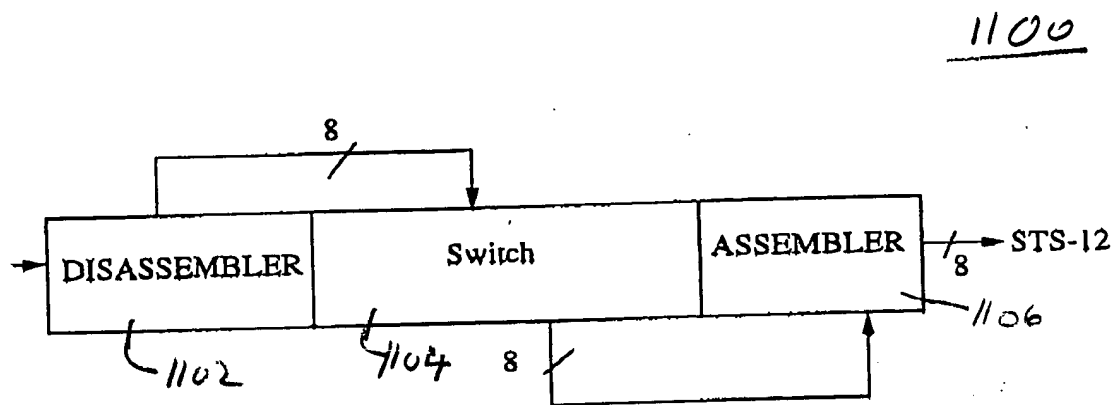 1100
8
DISASSEMBLER
Switch
ASSEMBLER
STS-12
8
1102
1104
8
1106